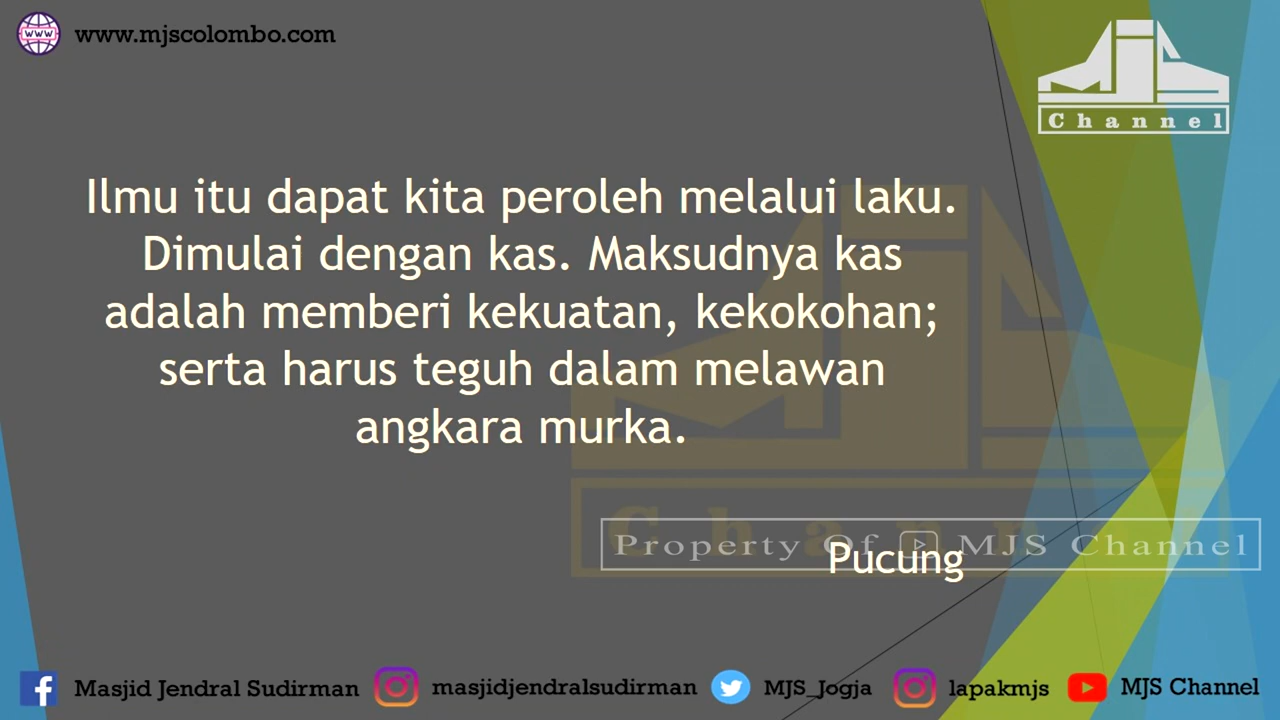 www.mjscolombo.com
MJS
Channel
Ilmu itu dapat kita peroleh melalui laku.
Dimulai dengan kas. Maksudnya kas
adalah memberi kekuatan, kekokohan;
serta harus teguh dalam melawan
angkara murka.
Property Of MJS Channel
Pucung
Masjid Jendral Sudirman masjidjendralsudirman MJS_Jogja lapakmjs MJS Channel